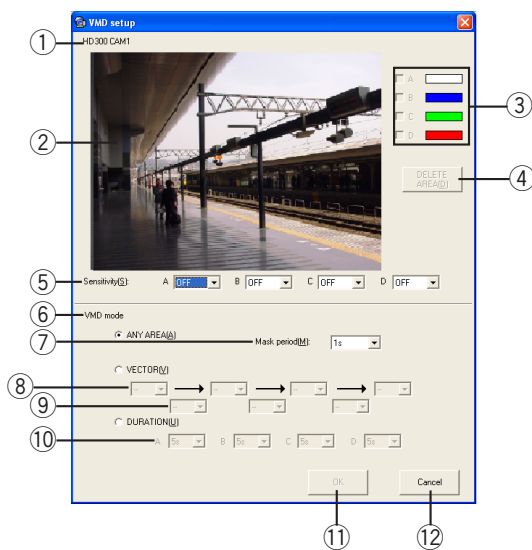 VMD setup
① HD300 CAM1
②
A
B
C
D
③
DELETE AREA(D)
④
⑤ Sensitivity(S): A OFF B OFF C OFF D OFF
⑥ VMD mode
ANY AREA(A)
⑦ Mask period(M): 1s
VECTOR(V)
⑧ -- -- -- --
⑨ -- -- --
DURATION(U)
⑩ A 5s B 5s C 5s D 5s
OK Cancel
⑪ ⑫